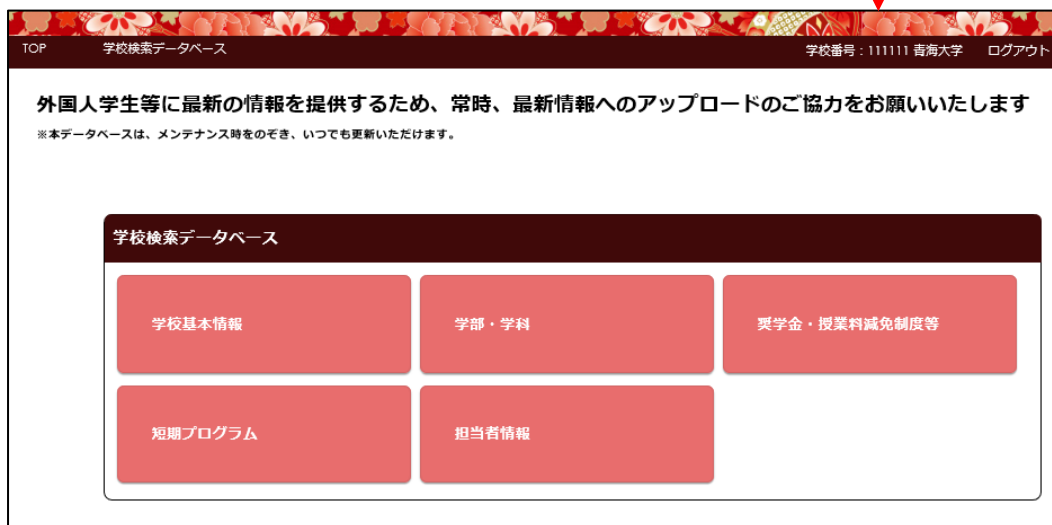 TOP 学校検索データベース 学校番号：111111 青海大学 ログアウト
外国人学生等に最新の情報を提供するため、常時、最新情報へのアップロードのご協力をお願いいたします
※本データベースは、メンテナンス時をのぞき、いつでも更新いただけます。
学校検索データベース
学校基本情報 学部・学科 奨学金・授業料減免制度等
短期プログラム 担当者情報